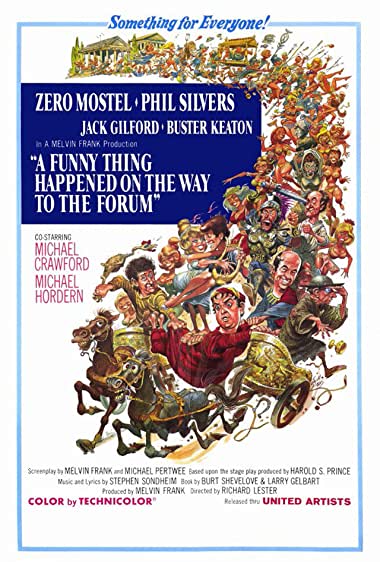 Something for Everyone!
ZERO MOSTEL · PHIL SILVERS
JACK GILFORD · BUSTER KEATON
In A MELVIN FRANK Production
"A FUNNY THING
HAPPENED ON THE WAY
TO THE FORUM"
CO-STARRING
MICHAEL
CRAWFORD
MICHAEL
HORDERN
Screenplay by MELVIN FRANK and MICHAEL PERTWEE Based upon the stage play produced by HAROLD S. PRINCE
Music and Lyrics by STEPHEN SONDHEIM Book by BURT SHEVELOVE & LARRY GELBART
Produced by MELVIN FRANK Directed by RICHARD LESTER
COLOR by TECHNICOLOR® Released thru UNITED ARTISTS